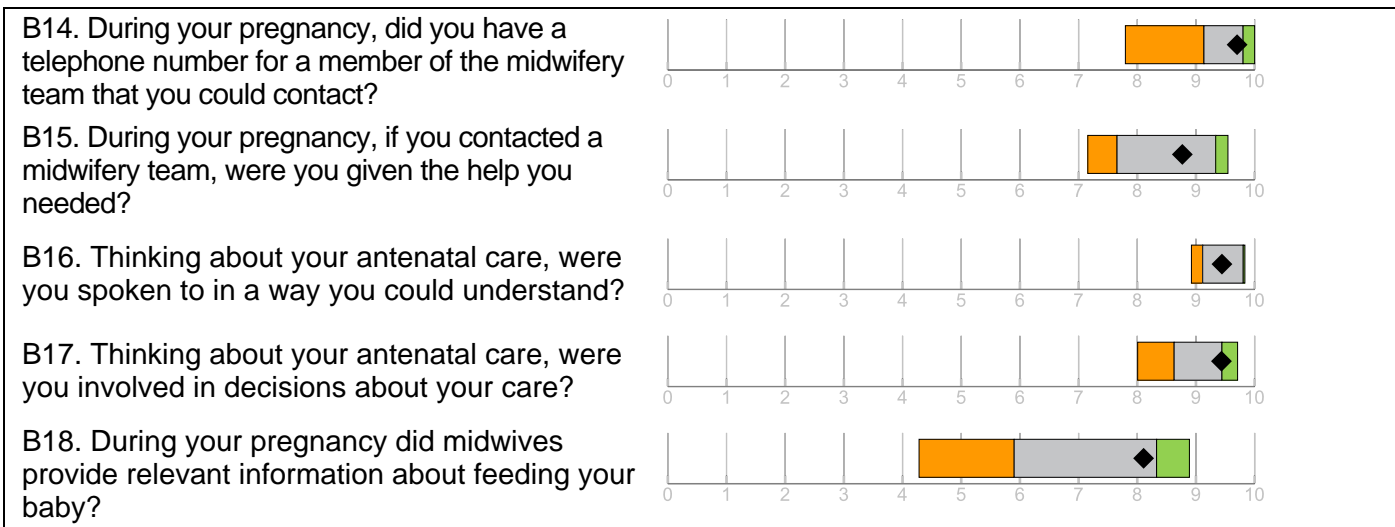 B14. During your pregnancy, did you have a
telephone number for a member of the midwifery
team that you could contact?
0 1 2 3 4 5 6 7 8 9 10
B15. During your pregnancy, if you contacted a
midwifery team, were you given the help you
needed?
0 1 2 3 4 5 6 7 8 9 10
B16. Thinking about your antenatal care, were
you spoken to in a way you could understand?
0 1 2 3 4 5 6 7 8 9 10
B17. Thinking about your antenatal care, were
you involved in decisions about your care?
0 1 2 3 4 5 6 7 8 9 10
B18. During your pregnancy did midwives
provide relevant information about feeding your
baby?
0 1 2 3 4 5 6 7 8 9 10